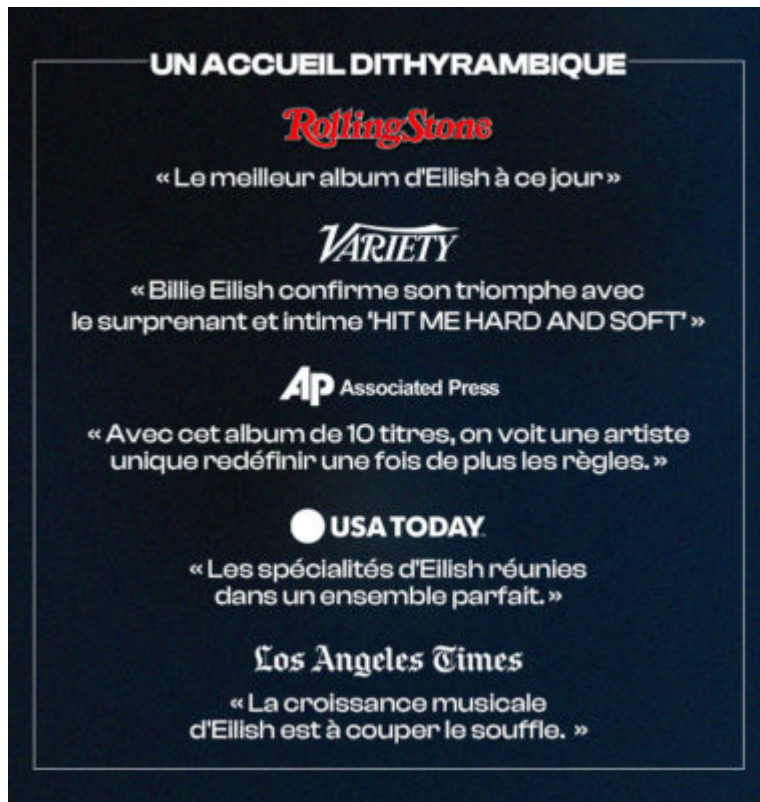 UN ACCUEIL DITHYRAMBIQUE
RollingStone
« Le meilleur album d'Eilish à ce jour »
VARIETY
« Billie Eilish confirme son triomphe avec
le surprenant et intime ‘HIT ME HARD AND SOFT’ »
AP Associated Press
« Avec cet album de 10 titres, on voit une artiste
unique redéfinir une fois de plus les règles. »
USA TODAY
« Les spécialités d'Eilish réunies
dans un ensemble parfait. »
Los Angeles Times
« La croissance musicale
d'Eilish est à couper le souffle. »